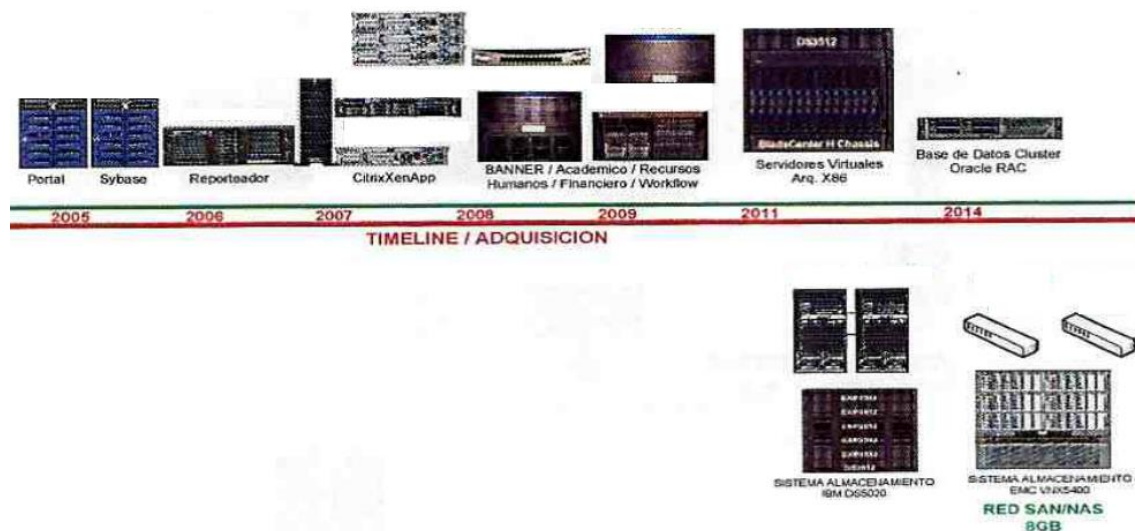 DS3512
BladeCenter H Chassis
Portal
Sybase
Reporteador
CitrixXenApp
BANNER / Academico / Recursos
Humanos / Financiero / Workflow
Servidores Virtuales
Arq. X86
Base de Datos Cluster
Oracle RAC
2005
2006
2007
2008
2009
2011
2014
TIMELINE / ADQUISICION
SISTEMA ALMACENAMIENTO
IBM DS5020
SISTEMA ALMACENAMIENTO
EMC VNX5400
RED SAN/NAS
8GB